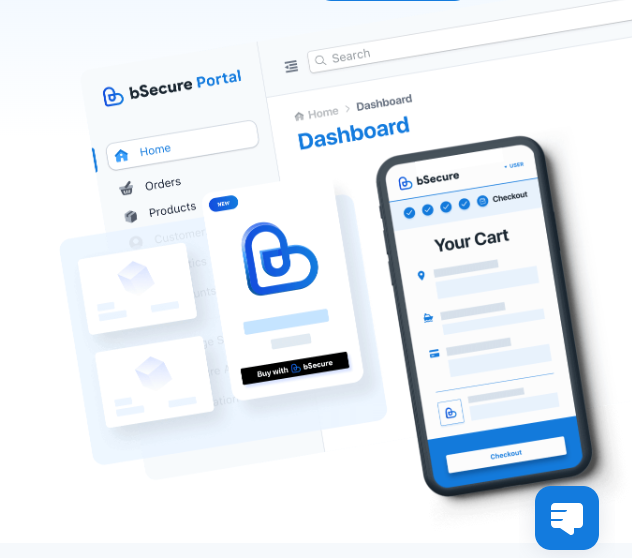 Search
bSecure Portal
Home > Dashboard
Dashboard
Home
Orders
Products
Customer
NEW
Buy with bSecure
bSecure
USER
Checkout
Your Cart
Checkout